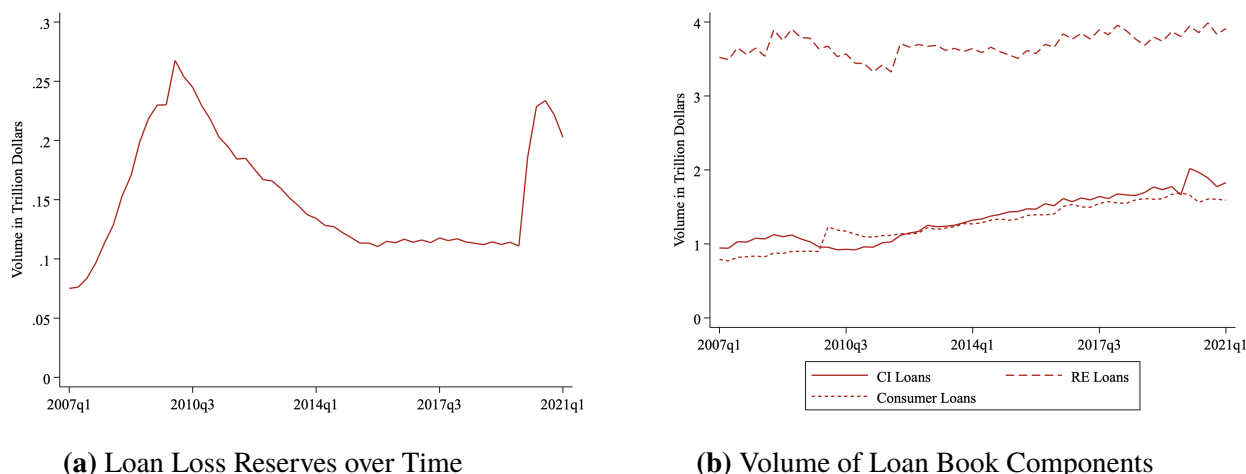 Volume in Trillion Dollars
.3
.25
.2
.15
.1
.05
0
2007q1 2010q3 2014q1 2017q3 2021q1
(a) Loan Loss Reserves over Time
Volume in Trillion Dollars
4
3
2
1
0
2007q1 2010q3 2014q1 2017q3 2021q1
CI Loans RE Loans
Consumer Loans
(b) Volume of Loan Book Components